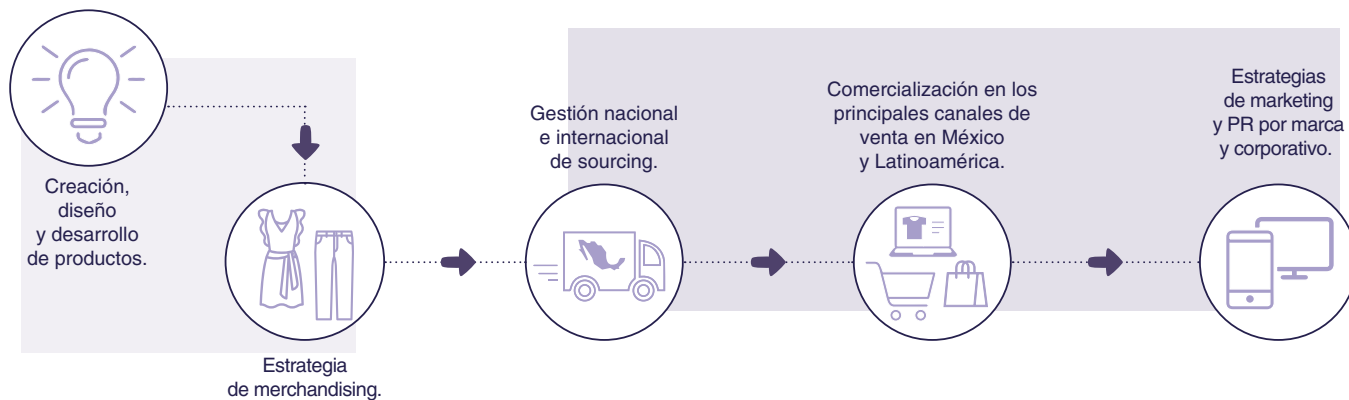 Creación,
diseño
y desarrollo
de productos.
Estrategia
de merchandising.
Gestión nacional
e internacional
de sourcing.
Comercialización en los
principales canales de
venta en México
y Latinoamérica.
Estrategias
de marketing
y PR por marca
y corporativo.